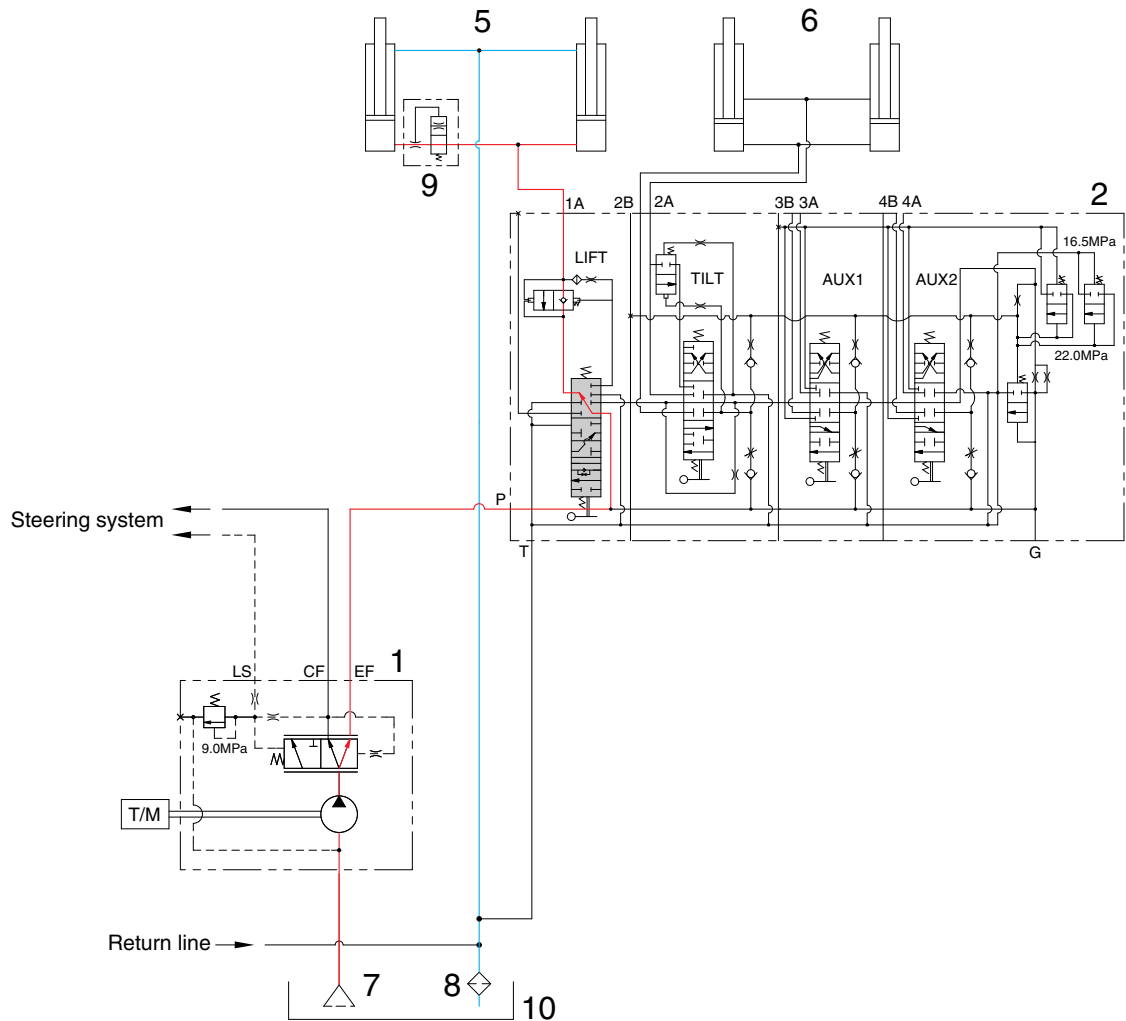 5
6
9
1A
2B
2A
3B
3A
4B
4A
2
16.5MPa
LIFT
TILT
AUX1
AUX2
22.0MPa
P
Steering system
T
G
LS
CF
EF
1
9.0MPa
T/M
Return line
7
8
10